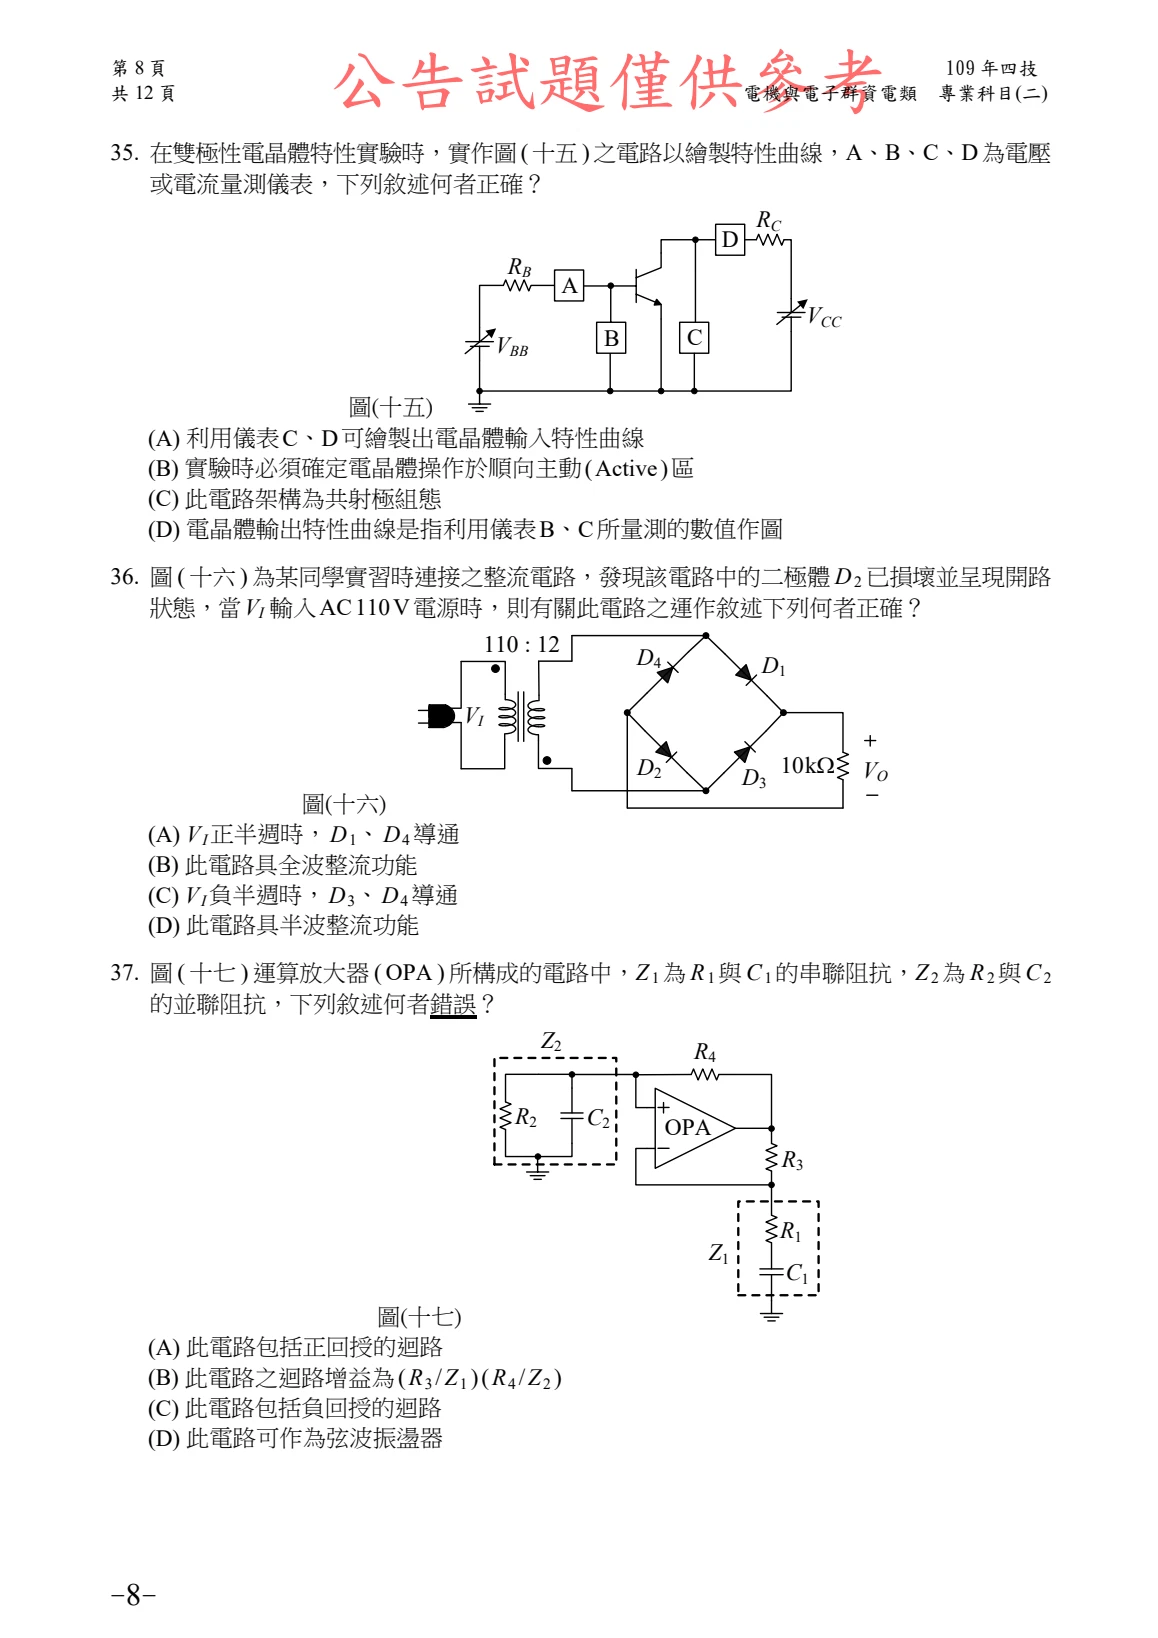 第 8 頁
共 12 頁
公告試題僅供參考
109 年四技
電機與電子群資電類 專業科目(二)
35. 在雙極性電晶體特性實驗時，實作圖(十五)之電路以繪製特性曲線，A、B、C、D為電壓
或電流量測儀表，下列敘述何者正確？
RC
D
RB
A
B
C
VCC
VBB
圖(十五)
(A) 利用儀表C、D可繪製出電晶體輸入特性曲線
(B) 實驗時必須確定電晶體操作於順向主動(Active)區
(C) 此電路架構為共射極組態
(D) 電晶體輸出特性曲線是指利用儀表B、C所量測的數值作圖
36. 圖(十六)為某同學實習時連接之整流電路，發現該電路中的二極體D2已損壞並呈現開路
狀態，當VI輸入AC110V電源時，則有關此電路之運作敘述下列何者正確？
110 : 12
D4
D1
VI
D2
D3
10kΩ
+
VO
−
圖(十六)
(A) VI正半週時，D1、D4導通
(B) 此電路具全波整流功能
(C) VI負半週時，D3、D4導通
(D) 此電路具半波整流功能
37. 圖(十七)運算放大器(OPA)所構成的電路中，Z1為R1與C1的串聯阻抗，Z2為R2與C2
的並聯阻抗，下列敘述何者錯誤？
Z2
R4
R2
C2
+
OPA
−
R3
R1
Z1
C1
圖(十七)
(A) 此電路包括正回授的迴路
(B) 此電路之迴路增益為(R3/Z1)(R4/Z2)
(C) 此電路包括負回授的迴路
(D) 此電路可作為弦波振盪器
−8−